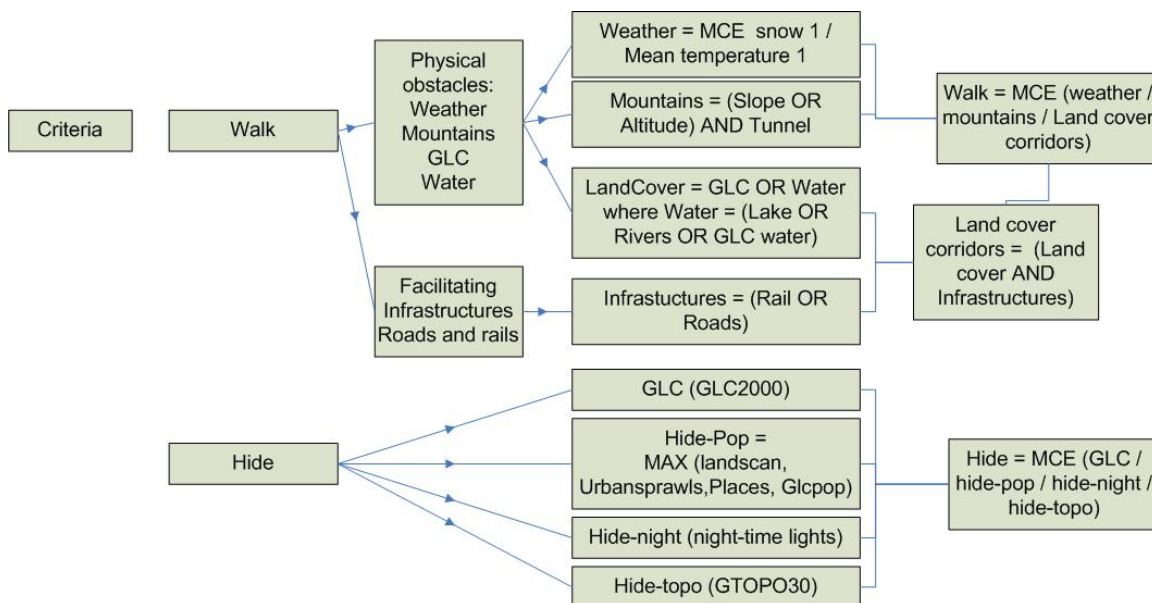 Criteria
Walk
Physical
obstacles:
Weather
Mountains
GLC
Water
Facilitating
Infrastructures
Roads and rails
Weather = MCE snow 1 /
Mean temperature 1
Mountains = (Slope OR
Altitude) AND Tunnel
LandCover = GLC OR Water
where Water = (Lake OR
Rivers OR GLC water)
Infrastuctures = (Rail OR
Roads)
Walk = MCE (weather /
mountains / Land cover
corridors)
Land cover
corridors = (Land
cover AND
Infrastructures)
Hide
GLC (GLC2000)
Hide-Pop =
MAX (landscan,
Urbansprawls,Places, Glcpop)
Hide-night (night-time lights)
Hide-topo (GTOPO30)
Hide = MCE (GLC /
hide-pop / hide-night /
hide-topo)